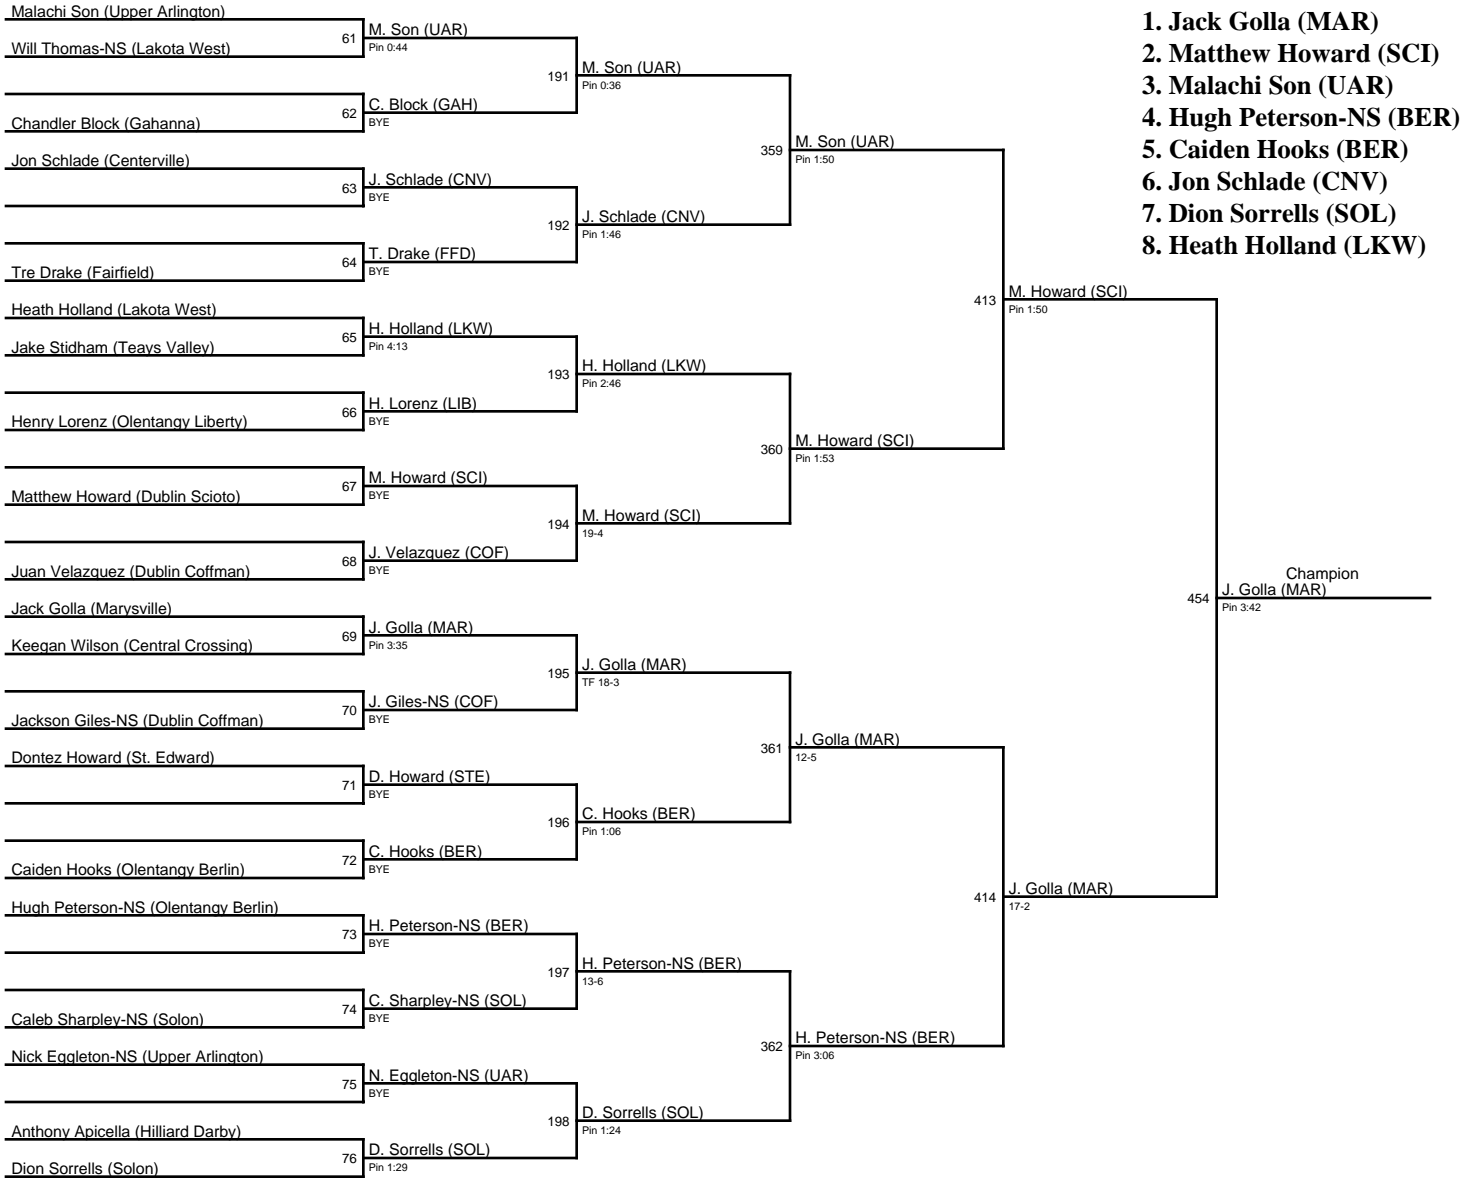 Malachi Son (Upper Arlington)
Will Thomas-NS (Lakota West)
61
M. Son (UAR)
Pin 0:44
Chandler Block (Gahanna)
62
C. Block (GAH)
BYE
191
M. Son (UAR)
Pin 0:36
Jon Schlade (Centerville)
63
J. Schlade (CNV)
BYE
Tre Drake (Fairfield)
64
T. Drake (FFD)
BYE
192
J. Schlade (CNV)
Pin 1:46
359
M. Son (UAR)
Pin 1:50
Heath Holland (Lakota West)
Jake Stidham (Teays Valley)
65
H. Holland (LKW)
Pin 4:13
Henry Lorenz (Olentangy Liberty)
66
H. Lorenz (LIB)
BYE
193
H. Holland (LKW)
Pin 2:46
Matthew Howard (Dublin Scioto)
67
M. Howard (SCI)
BYE
Juan Velazquez (Dublin Coffman)
68
J. Velazquez (COF)
BYE
194
M. Howard (SCI)
19-4
360
M. Howard (SCI)
Pin 1:53
413
M. Howard (SCI)
Pin 1:50
Jack Golla (Marysville)
Keegan Wilson (Central Crossing)
69
J. Golla (MAR)
Pin 3:35
Jackson Giles-NS (Dublin Coffman)
70
J. Giles-NS (COF)
BYE
195
J. Golla (MAR)
TF 18-3
Dontez Howard (St. Edward)
71
D. Howard (STE)
BYE
Caiden Hooks (Olentangy Berlin)
72
C. Hooks (BER)
BYE
196
C. Hooks (BER)
Pin 1:06
361
J. Golla (MAR)
12-5
Hugh Peterson-NS (Olentangy Berlin)
73
H. Peterson-NS (BER)
BYE
Caleb Sharpley-NS (Solon)
74
C. Sharpley-NS (SOL)
BYE
197
H. Peterson-NS (BER)
13-6
Nick Eggleton-NS (Upper Arlington)
75
N. Eggleton-NS (UAR)
BYE
Anthony Apicella (Hilliard Darby)
Dion Sorrells (Solon)
76
D. Sorrells (SOL)
Pin 1:29
198
D. Sorrells (SOL)
Pin 1:24
362
H. Peterson-NS (BER)
Pin 3:06
414
J. Golla (MAR)
17-2
454
Champion
J. Golla (MAR)
Pin 3:42
1. Jack Golla (MAR)
2. Matthew Howard (SCI)
3. Malachi Son (UAR)
4. Hugh Peterson-NS (BER)
5. Caiden Hooks (BER)
6. Jon Schlade (CNV)
7. Dion Sorrells (SOL)
8. Heath Holland (LKW)